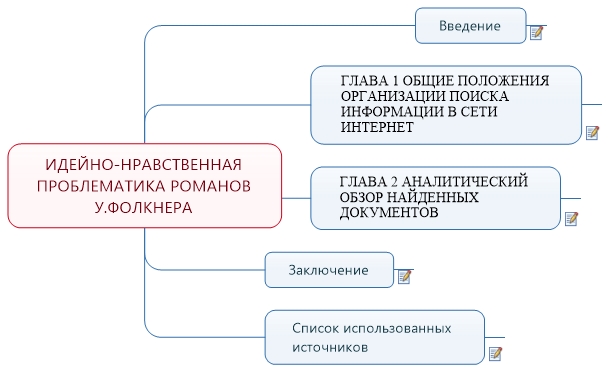 Введение
ГЛАВА 1 ОБЩИЕ ПОЛОЖЕНИЯ
ОРГАНИЗАЦИИ ПОИСКА
ИНФОРМАЦИИ В СЕТИ
ИНТЕРНЕТ
ИДЕЙНО-НРАВСТВЕННАЯ
ПРОБЛЕМАТИКА РОМАНОВ
У.ФОЛКНЕРА
ГЛАВА 2 АНАЛИТИЧЕСКИЙ
ОБЗОР НАЙДЕННЫХ
ДОКУМЕНТОВ
Заключение
Список использованных
источников